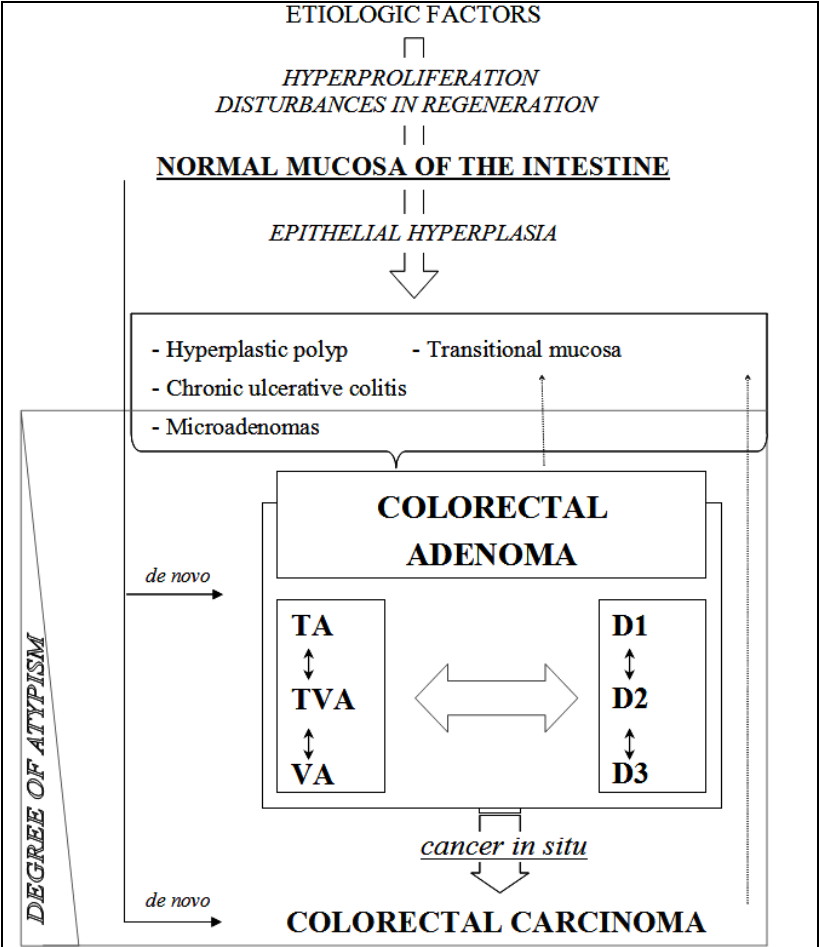 ETIOLOGIC FACTORS
HYPERPROLIFERATION
DISTURBANCES IN REGENERATION
NORMAL MUCOSA OF THE INTESTINE
EPITHELIAL HYPERPLASIA
- Hyperplastic polyp - Transitional mucosa
- Chronic ulcerative colitis
- Microadenomas
COLORECTAL
ADENOMA
de novo
TA D1
TVA D2
VA D3
DEGREE OF ATYPISM
cancer in situ
de novo
COLORECTAL CARCINOMA